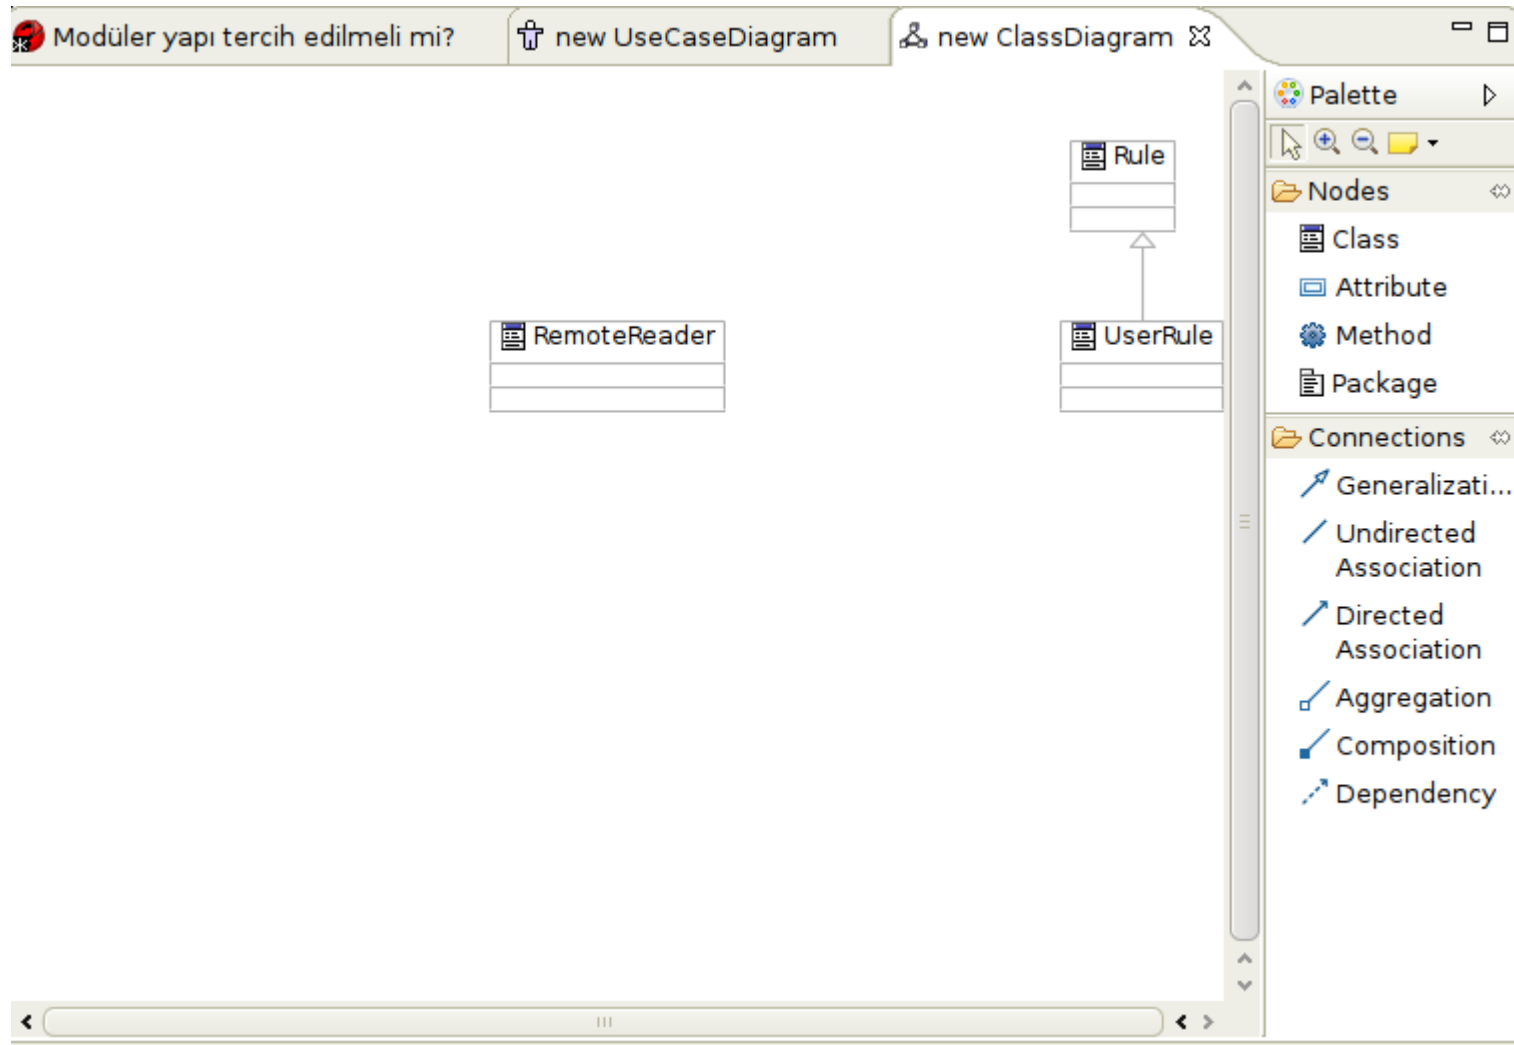 Modüler yapı tercih edilmeli mi?
new UseCaseDiagram
new ClassDiagram
Rule
RemoteReader
UserRule
Palette
Nodes
Class
Attribute
Method
Package
Connections
Generalizati...
Undirected
Association
Directed
Association
Aggregation
Composition
Dependency